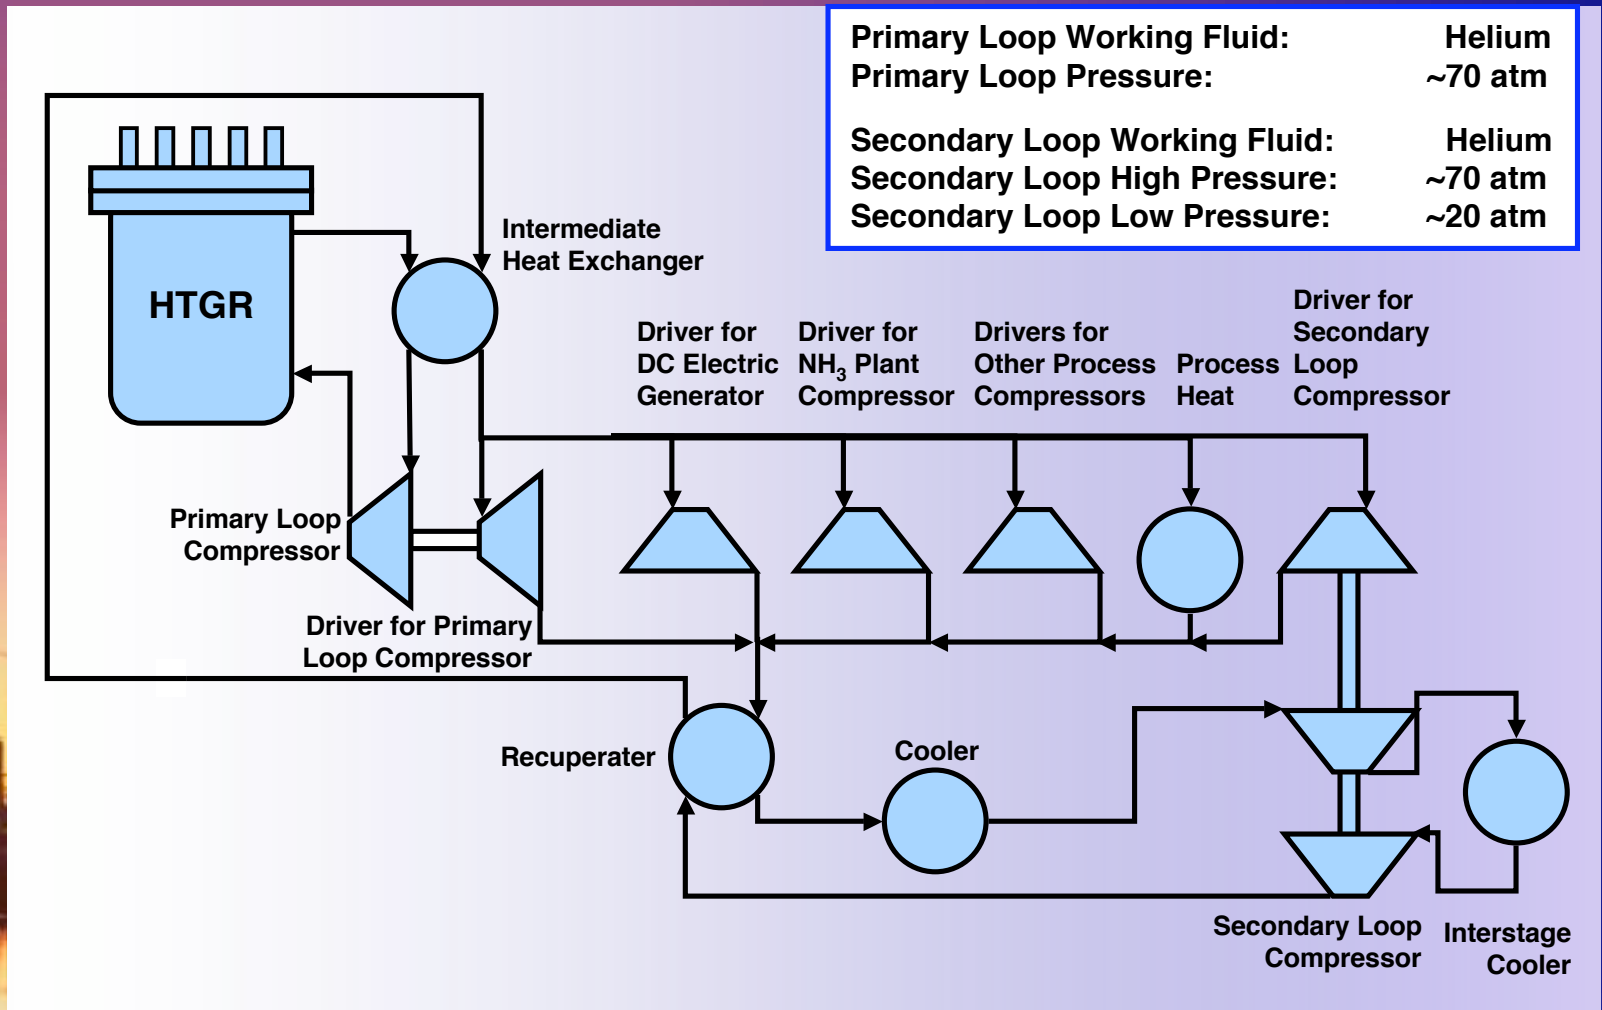 Primary Loop Working Fluid: Helium
Primary Loop Pressure: ~70 atm
Secondary Loop Working Fluid: Helium
Secondary Loop High Pressure: ~70 atm
Secondary Loop Low Pressure: ~20 atm
HTGR
Intermediate
Heat Exchanger
Driver for
DC Electric
Generator
Driver for
NH3 Plant
Compressor
Drivers for
Other Process
Compressors
Process
Heat
Driver for
Secondary
Loop
Compressor
Primary Loop
Compressor
Driver for Primary
Loop Compressor
Recuperater
Cooler
Secondary Loop
Compressor
Interstage
Cooler